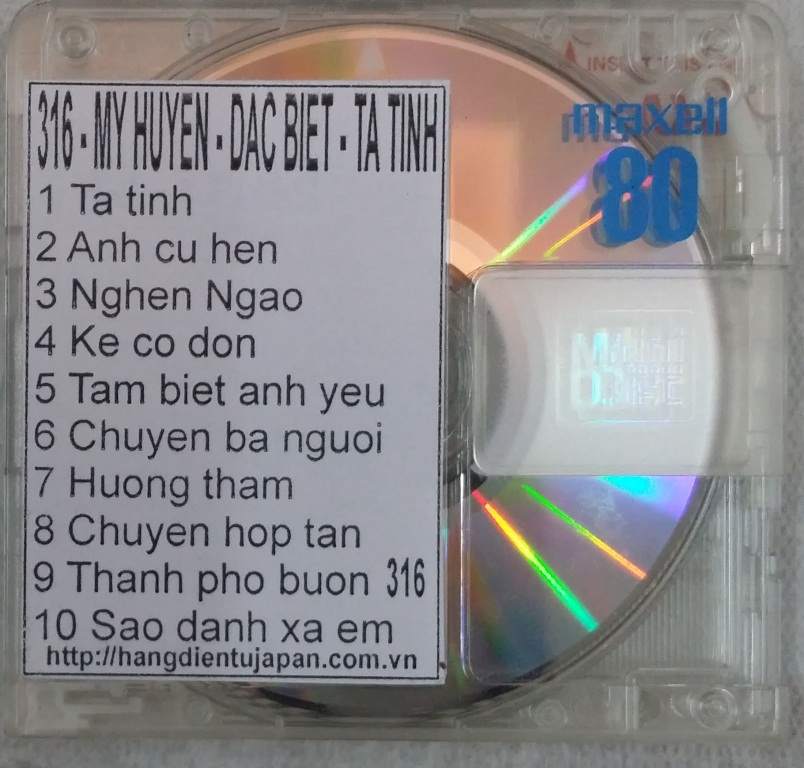 316 - MY HUYEN - DAC BIET - TA TINH
1 Ta tinh
2 Anh cu hen
3 Nghen Ngao
4 Ke co don
5 Tam biet anh yeu
6 Chuyen ba nguoi
7 Huong tham
8 Chuyen hop tan
9 Thanh pho buon 316
10 Sao danh xa em
http://hangdientujapan.com.vn
maxell
80